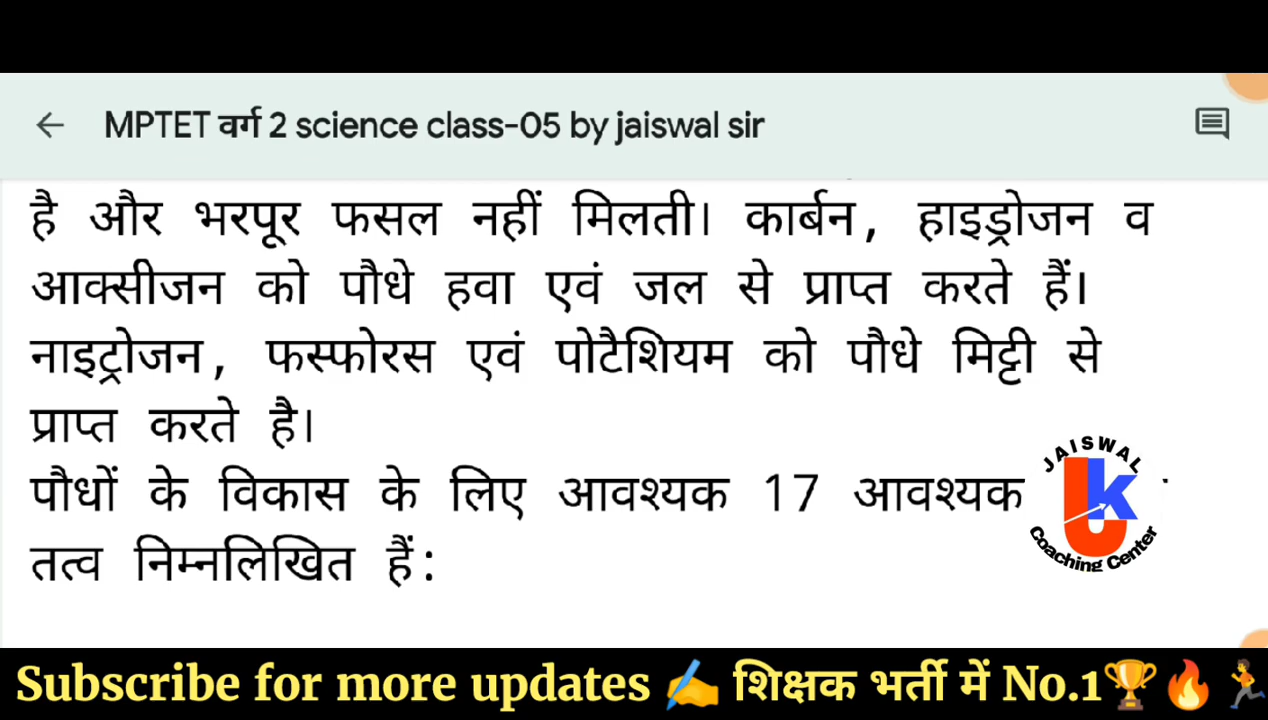 MPTET वर्ग 2 science class-05 by jaiswal sir
है और भरपूर फसल नहीं मिलती। कार्बन, हाइड्रोजन व
आक्सीजन को पौधे हवा एवं जल से प्राप्त करते हैं।
नाइट्रोजन, फस्फोरस एवं पोटैशियम को पौधे मिट्टी से
प्राप्त करते है।
पौधों के विकास के लिए आवश्यक 17 आवश्यक
तत्व निम्नलिखित हैं:
JAISWAL
JK
Coaching Center
Subscribe for more updates ✍️ शिक्षक भर्ती में No.1🏆🔥🏃